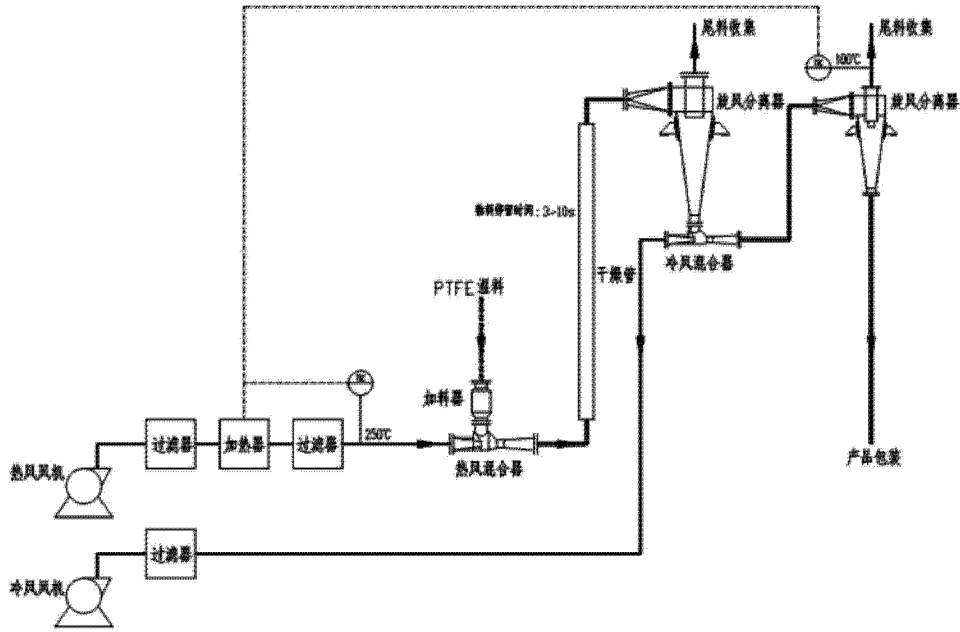 尾料收集
尾料收集
100℃
旋风分离器
旋风分离器
物料停留时间：3~10s
冷风混合器
干燥管
PTFE湿料
加料器
250℃
过滤器
加热器
过滤器
热风混合器
产品包装
热风风机
过滤器
冷风风机